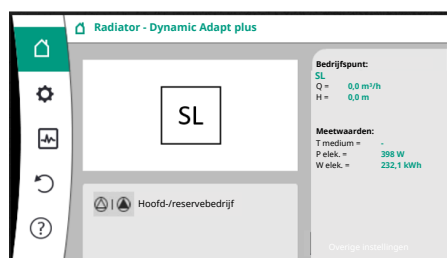 Radiator - Dynamic Adapt plus
SL
Hoofd-/reservebedrijf
Bedrijfspunt:
SL
Q = 0,0 m³/h
H = 0,0 m
Meetwaarden:
T medium = -
P elek. = 398 W
W elek. = 232,1 kWh
Overige instellingen